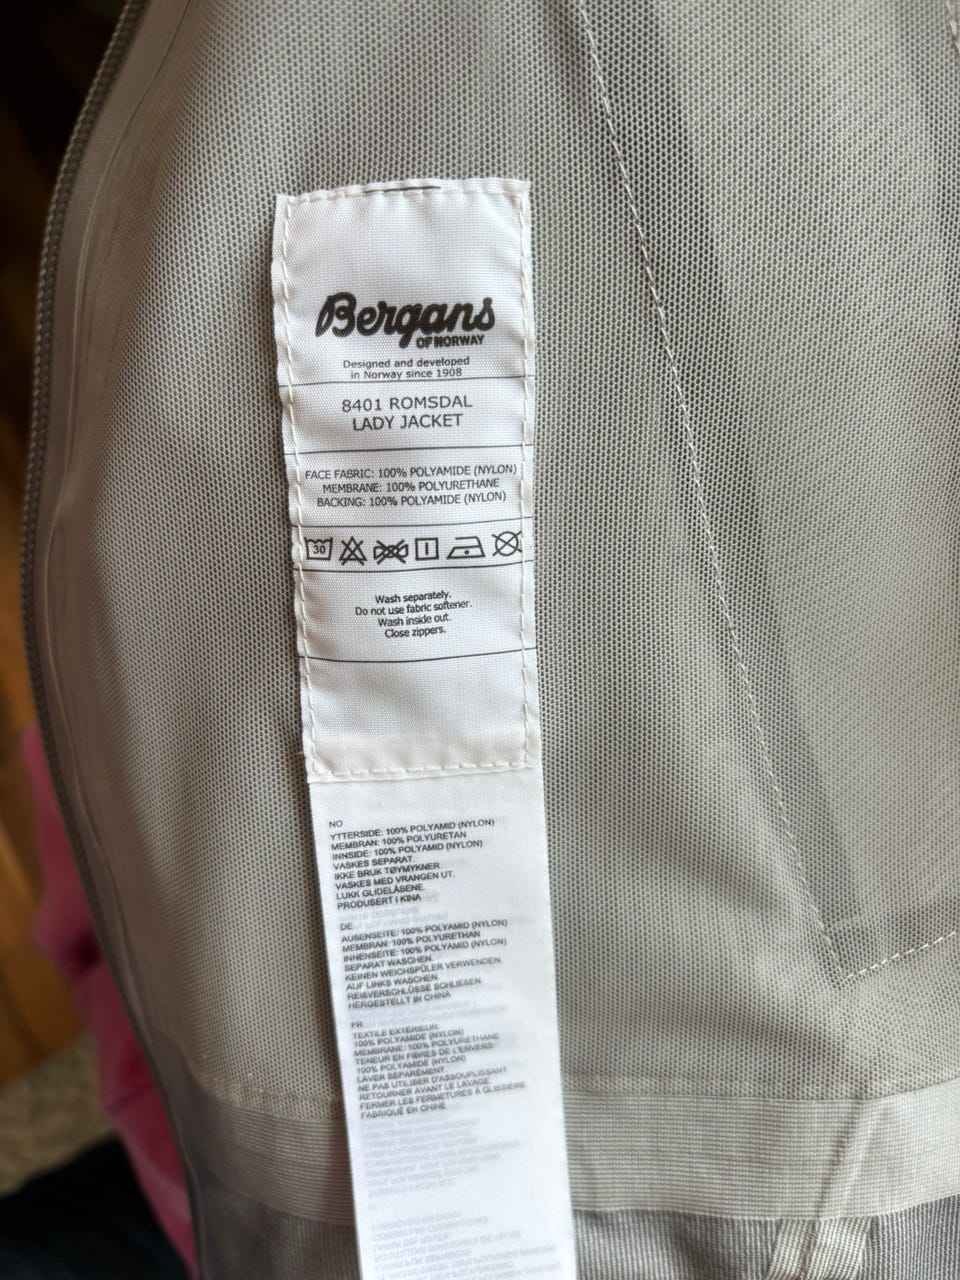 Bergans
OF NORWAY
Designed and developed
in Norway since 1908
8401 ROMSDAL
LADY JACKET
FACE FABRIC: 100% POLYAMIDE (NYLON)
MEMBRANE: 100% POLYURETHANE
BACKING: 100% POLYAMIDE (NYLON)
30
Wash separately.
Do not use fabric softener.
Wash inside out.
Close zippers.
NO
YTTERSIDE: 100% POLYAMID (NYLON)
MEMBRAN: 100% POLYURETAN
INNSIDE: 100% POLYAMID (NYLON)
VASKES SEPARAT.
IKKE BRUK TØYMYKNER.
VASKES MED VRANGEN UT.
LUKK GLIDELÅSENE.
PRODUSERT I KINA
DE
AUßENSEITE: 100% POLYAMID (NYLON)
MEMBRAN: 100% POLYURETHAN
INNENSEITE: 100% POLYAMID (NYLON)
SEPARAT WASCHEN.
KEINEN WEICHSPÜLER VERWENDEN.
AUF LINKS WASCHEN.
REIßVERSCHLÜSSE SCHLIEßEN
HERGESTELLT IN CHINA
FR
TEXTILE EXTÉRIEUR:
100% POLYAMIDE (NYLON)
MEMBRANE: 100% POLYURÉTHANE
TENEUR EN FIBRES DE L'ENVERS:
100% POLYAMIDE (NYLON)
LAVER SÉPARÉMENT.
NE PAS UTILISER D'ASSOUPLISSANT.
RETOURNER AVANT LE LAVAGE.
FERMER LES FERMETURES À GLISSIÈRE
FABRIQUÉ EN CHINE